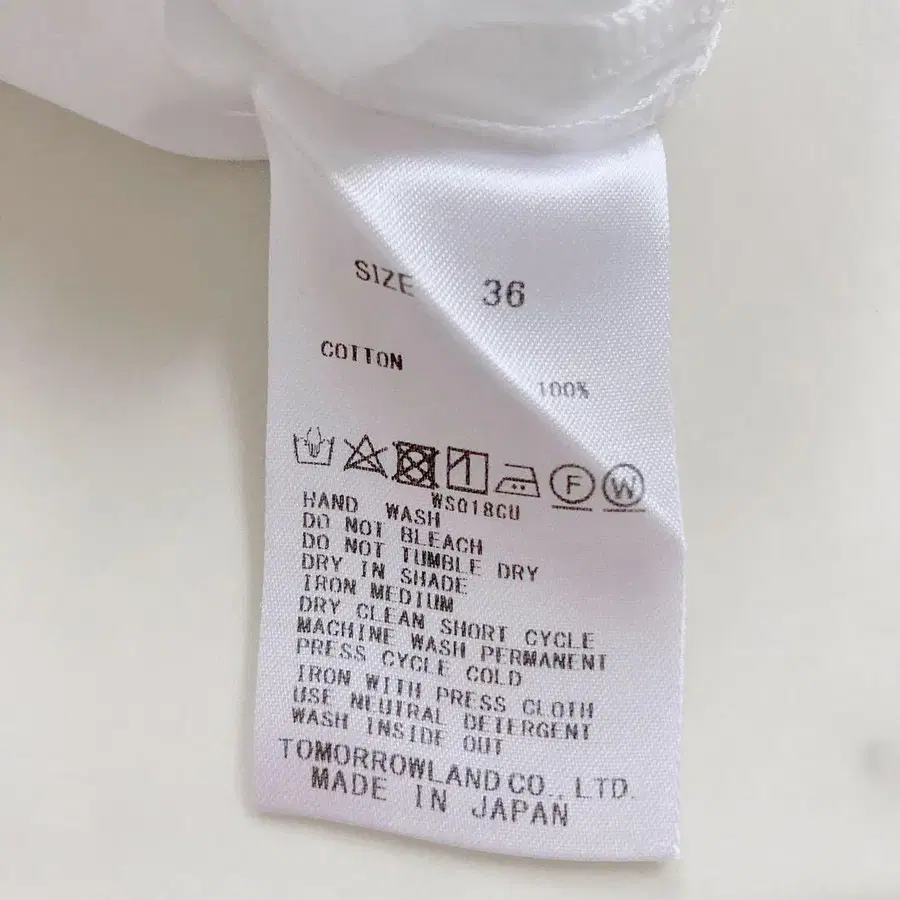 SIZE 36
COTTON 100%
F W
WS018CU
HAND WASH
DO NOT BLEACH
DO NOT TUMBLE DRY
DRY IN SHADE
IRON MEDIUM
DRY CLEAN SHORT CYCLE
MACHINE WASH PERMANENT
PRESS CYCLE COLD
IRON WITH PRESS CLOTH
USE NEUTRAL DETERGENT
WASH INSIDE OUT
TOMORROWLAND CO., LTD.
MADE IN JAPAN